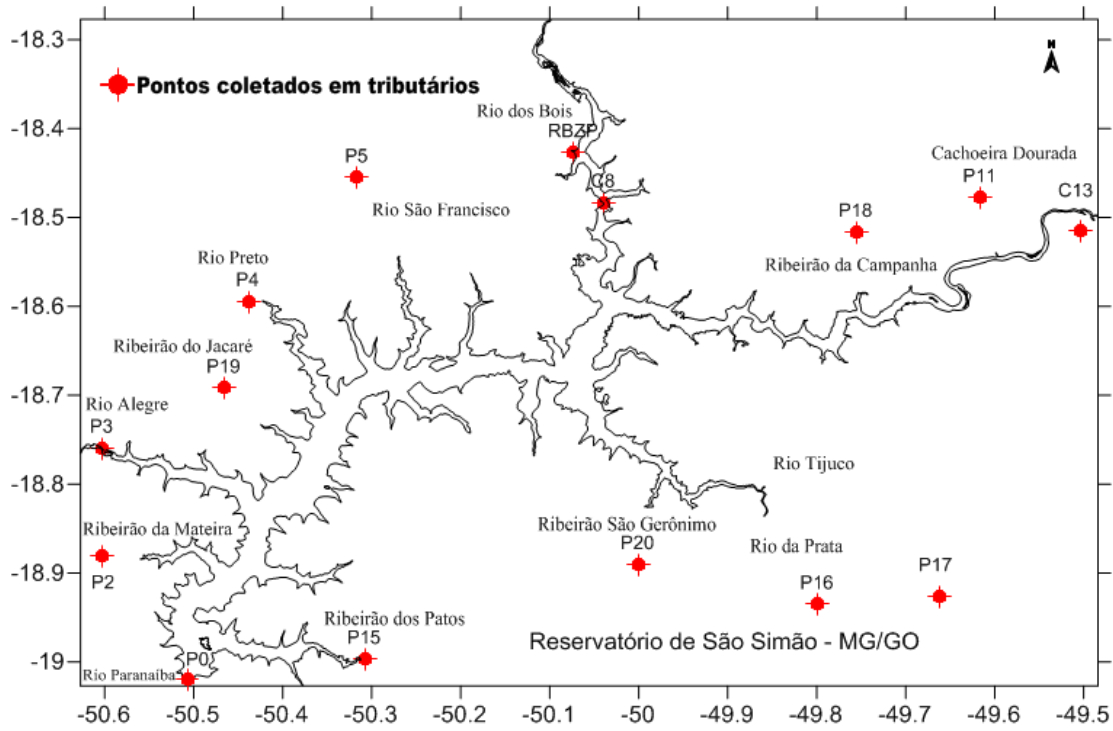 -18.3
N
Pontos coletados em tributários
Rio dos Bois
-18.4
RBZP
Cachoeira Dourada
P5
P11
C8
C13
Rio São Francisco
P18
-18.5
Ribeirão da Campanha
Rio Preto
P4
-18.6
Ribeirão do Jacaré
P19
-18.7
Rio Alegre
P3
Rio Tijuco
-18.8
Ribeirão da Mateira
Ribeirão São Gerônimo
P20
Rio da Prata
P2
P16
P17
-18.9
Ribeirão dos Patos
P15
Reservatório de São Simão - MG/GO
P0
-19
Rio Paranaíba
-50.6 -50.5 -50.4 -50.3 -50.2 -50.1 -50 -49.9 -49.8 -49.7 -49.6 -49.5